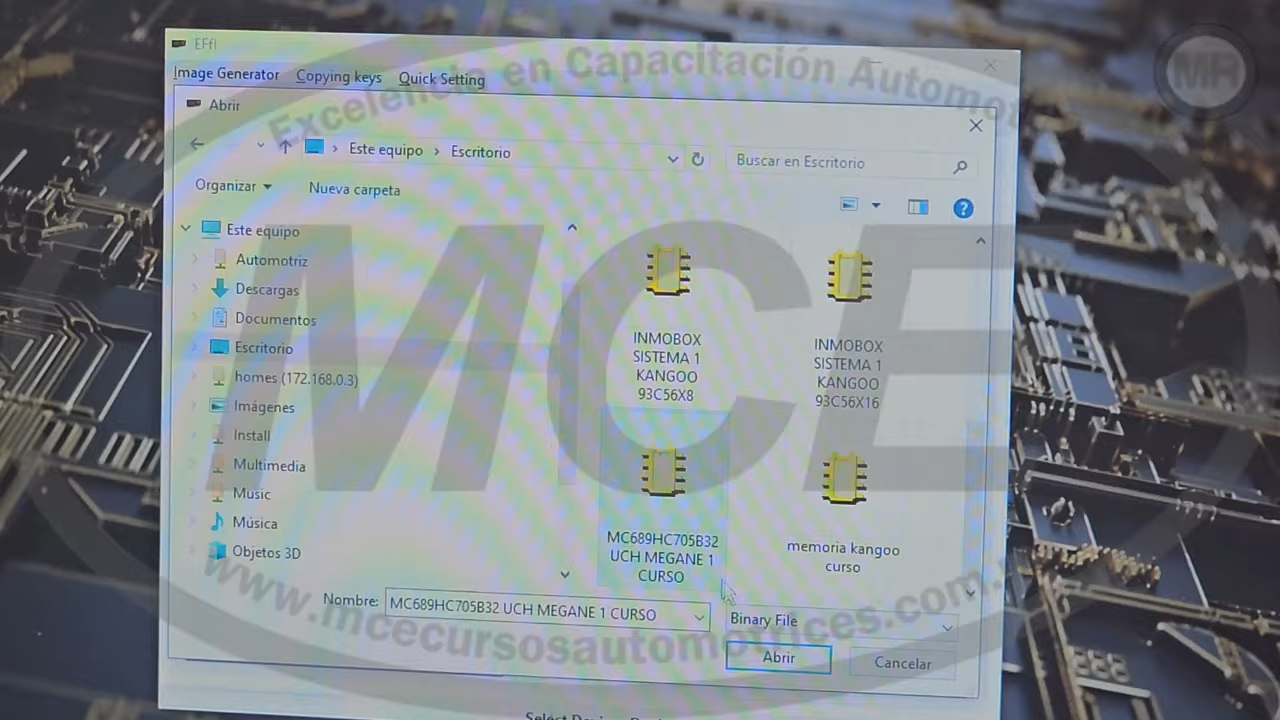 EFfI
Image Generator Copying keys Quick Setting
Excelencia en Capacitación Automo
MR
Abrir
Este equipo > Escritorio
Buscar en Escritorio
Organizar
Nueva carpeta
Este equipo
Automotriz
Descargas
Documentos
Escritorio
homes (172.168.0.3)
Imágenes
Install
Multimedia
Music
Música
Objetos 3D
MCE
INMOBOX
SISTEMA 1
KANGOO
93C56X8
INMOBOX
SISTEMA 1
KANGOO
93C56X16
MC689HC705B32
UCH MEGANE 1
CURSO
memoria kangoo
curso
Nombre: MC689HC705B32 UCH MEGANE 1 CURSO
Binary File
Abrir
Cancelar
www.mcecursosautomotrices.com.